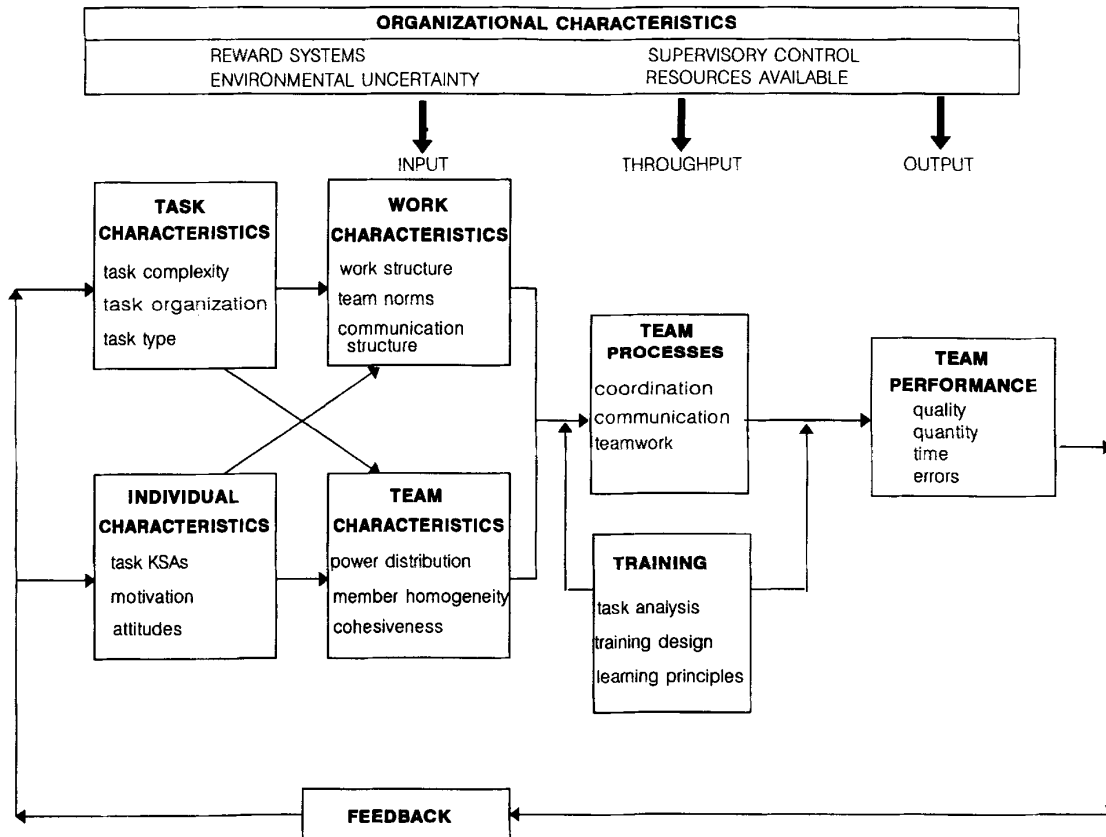 ORGANIZATIONAL CHARACTERISTICS
REWARD SYSTEMS
SUPERVISORY CONTROL
ENVIRONMENTAL UNCERTAINTY
RESOURCES AVAILABLE
INPUT
THROUGHPUT
OUTPUT
TASK
CHARACTERISTICS
task complexity
task organization
task type
WORK
CHARACTERISTICS
work structure
team norms
communication
structure
INDIVIDUAL
CHARACTERISTICS
task KSAs
motivation
attitudes
TEAM
CHARACTERISTICS
power distribution
member homogeneity
cohesiveness
TEAM
PROCESSES
coordination
communication
teamwork
TRAINING
task analysis
training design
learning principles
TEAM
PERFORMANCE
quality
quantity
time
errors
FEEDBACK